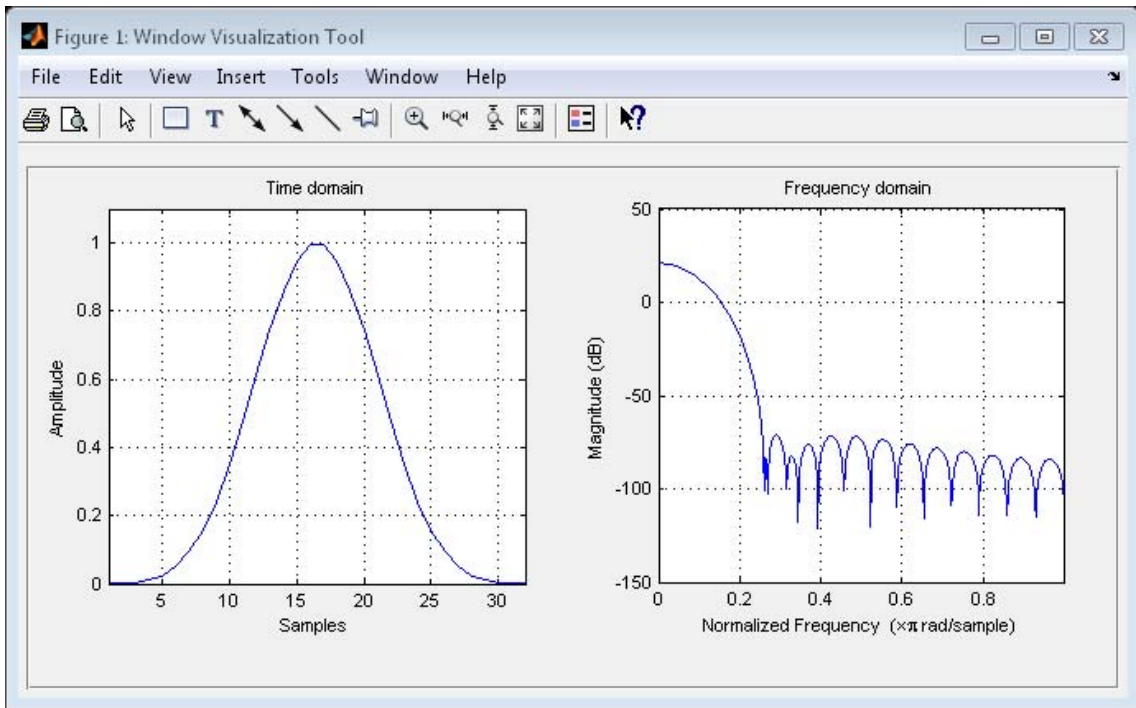 Figure 1: Window Visualization Tool
File Edit View Insert Tools Window Help
T
?
Time domain
1
0.8
0.6
0.4
0.2
0
Amplitude
5 10 15 20 25 30
Samples
Frequency domain
50
0
-50
-100
-150
Magnitude (dB)
0 0.2 0.4 0.6 0.8
Normalized Frequency (×π rad/sample)